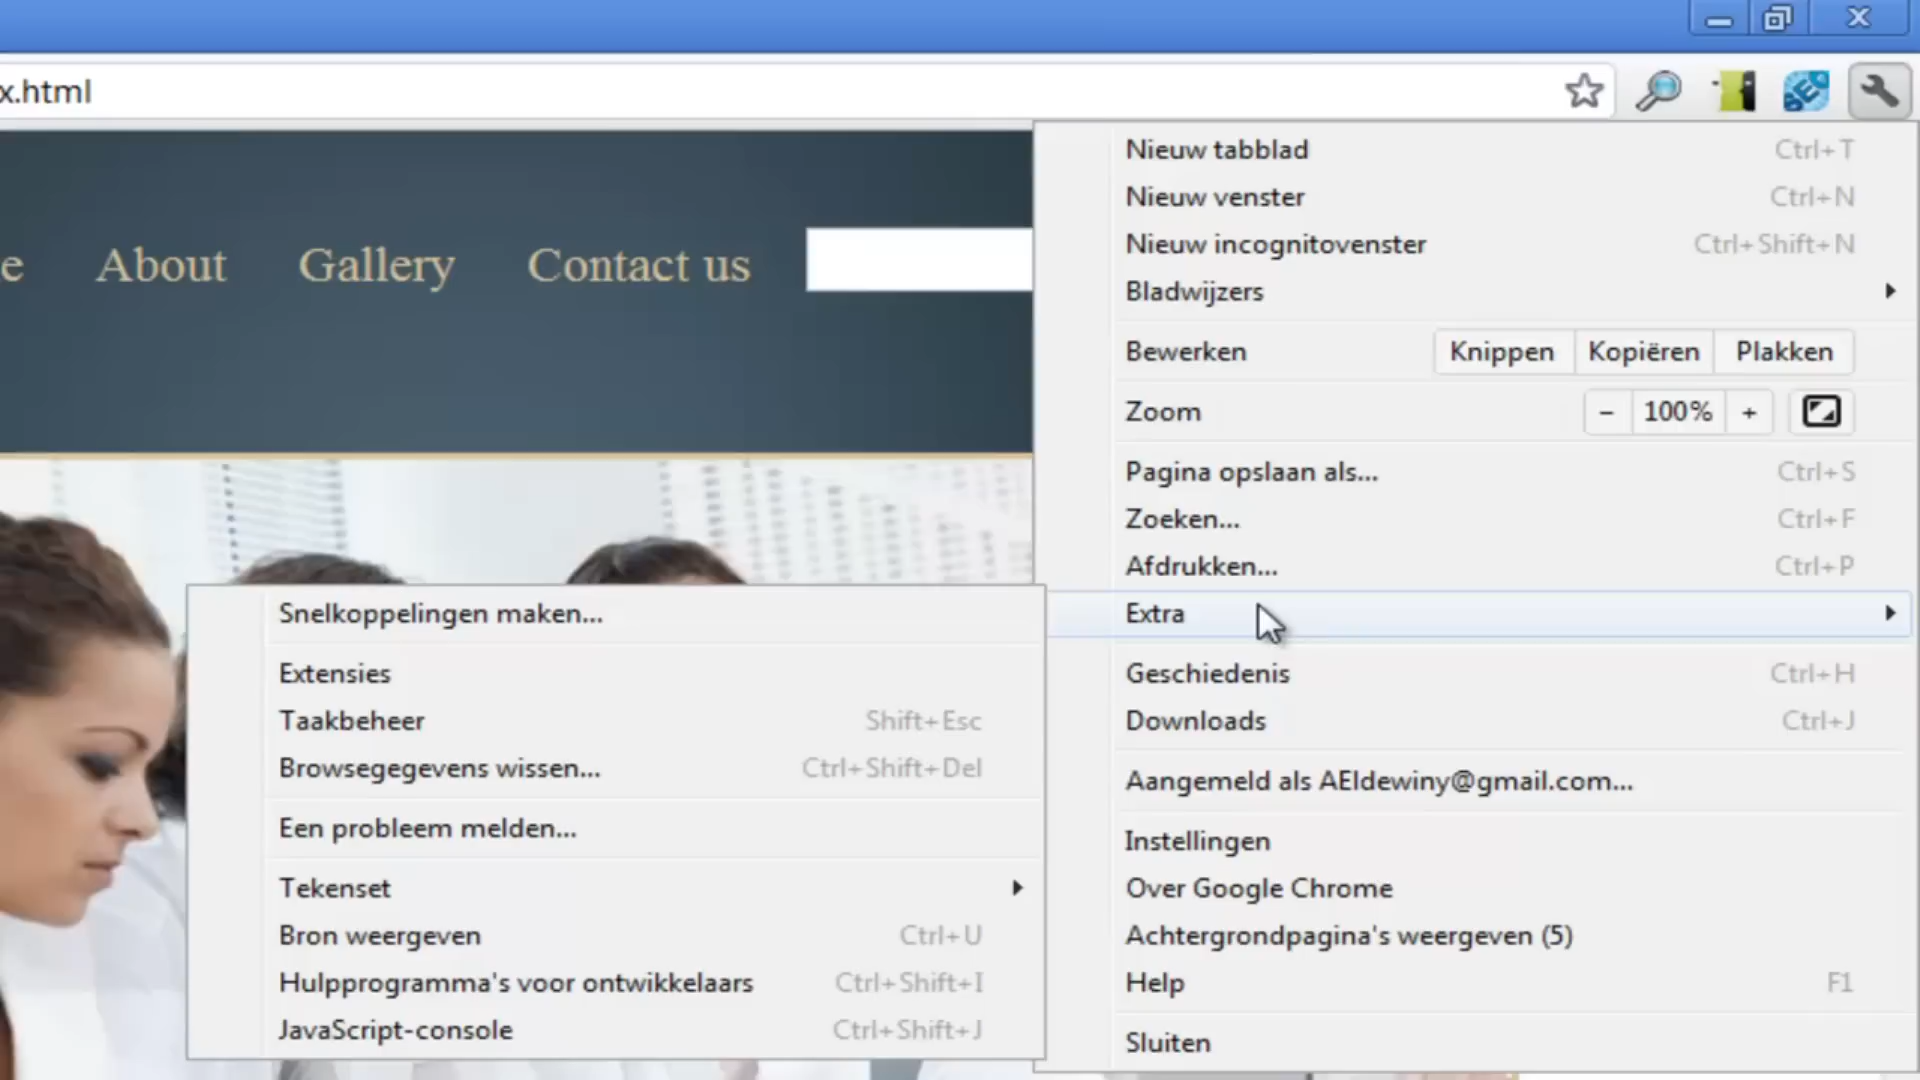 x.html
e About Gallery Contact us
Nieuw tabblad Ctrl+T
Nieuw venster Ctrl+N
Nieuw incognitovenster Ctrl+Shift+N
Bladwijzers
Bewerken Knippen Kopiëren Plakken
Zoom - 100% +
Pagina opslaan als... Ctrl+S
Zoeken... Ctrl+F
Afdrukken... Ctrl+P
Extra
Geschiedenis Ctrl+H
Downloads Ctrl+J
Aangemeld als AEldewiny@gmail.com...
Instellingen
Over Google Chrome
Achtergrondpagina's weergeven (5)
Help F1
Sluiten
Snelkoppelingen maken...
Extensies
Taakbeheer Shift+Esc
Browsegegevens wissen... Ctrl+Shift+Del
Een probleem melden...
Tekenset
Bron weergeven Ctrl+U
Hulpprogramma's voor ontwikkelaars Ctrl+Shift+I
JavaScript-console Ctrl+Shift+J